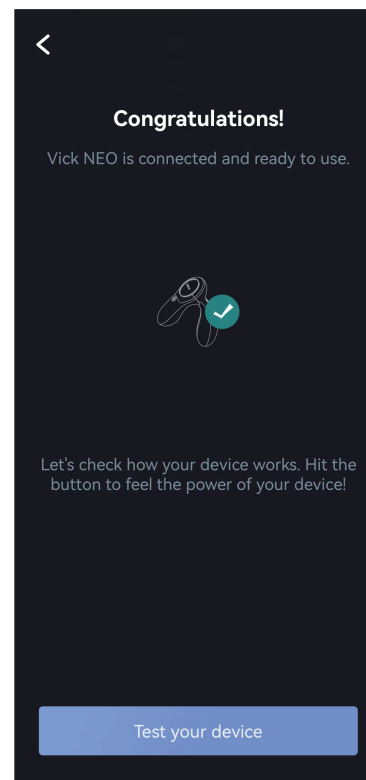 Congratulations!
Vick NEO is connected and ready to use.
Let's check how your device works. Hit the
button to feel the power of your device!
Test your device